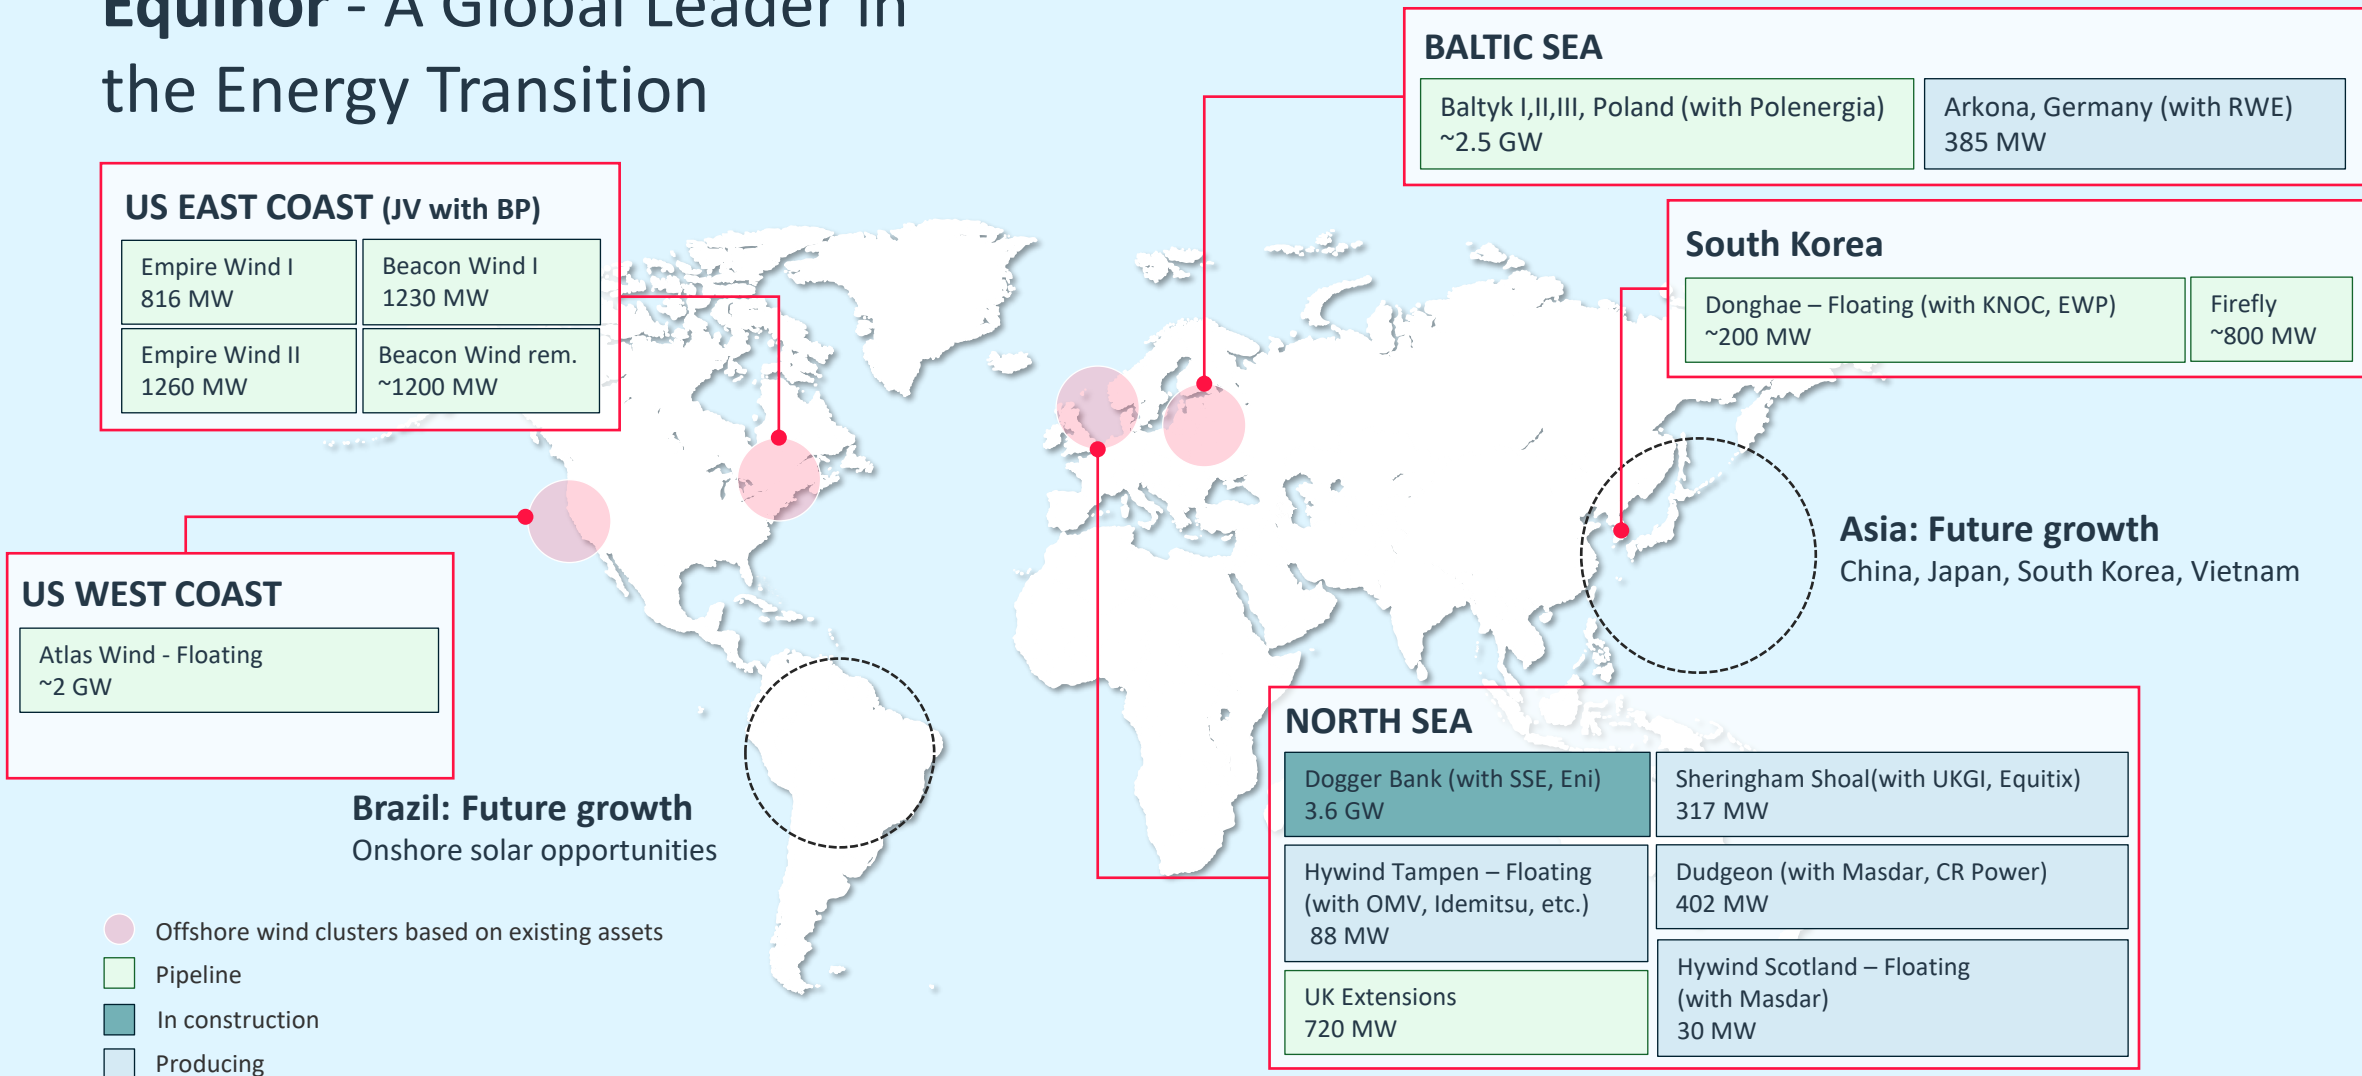 Equinor - A Global Leader in
the Energy Transition
BALTIC SEA
Baltyk I,II,III, Poland (with Polenergia)
~2.5 GW
Arkona, Germany (with RWE)
385 MW
US EAST COAST (JV with BP)
Empire Wind I
816 MW
Beacon Wind I
1230 MW
Empire Wind II
1260 MW
Beacon Wind rem.
~1200 MW
South Korea
Donghae – Floating (with KNOC, EWP)
~200 MW
Firefly
~800 MW
Asia: Future growth
China, Japan, South Korea, Vietnam
US WEST COAST
Atlas Wind - Floating
~2 GW
Brazil: Future growth
Onshore solar opportunities
NORTH SEA
Dogger Bank (with SSE, Eni)
3.6 GW
Sheringham Shoal(with UKGI, Equitix)
317 MW
Hywind Tampen – Floating
(with OMV, Idemitsu, etc.)
88 MW
Dudgeon (with Masdar, CR Power)
402 MW
UK Extensions
720 MW
Hywind Scotland – Floating
(with Masdar)
30 MW
Offshore wind clusters based on existing assets
Pipeline
In construction
Producing